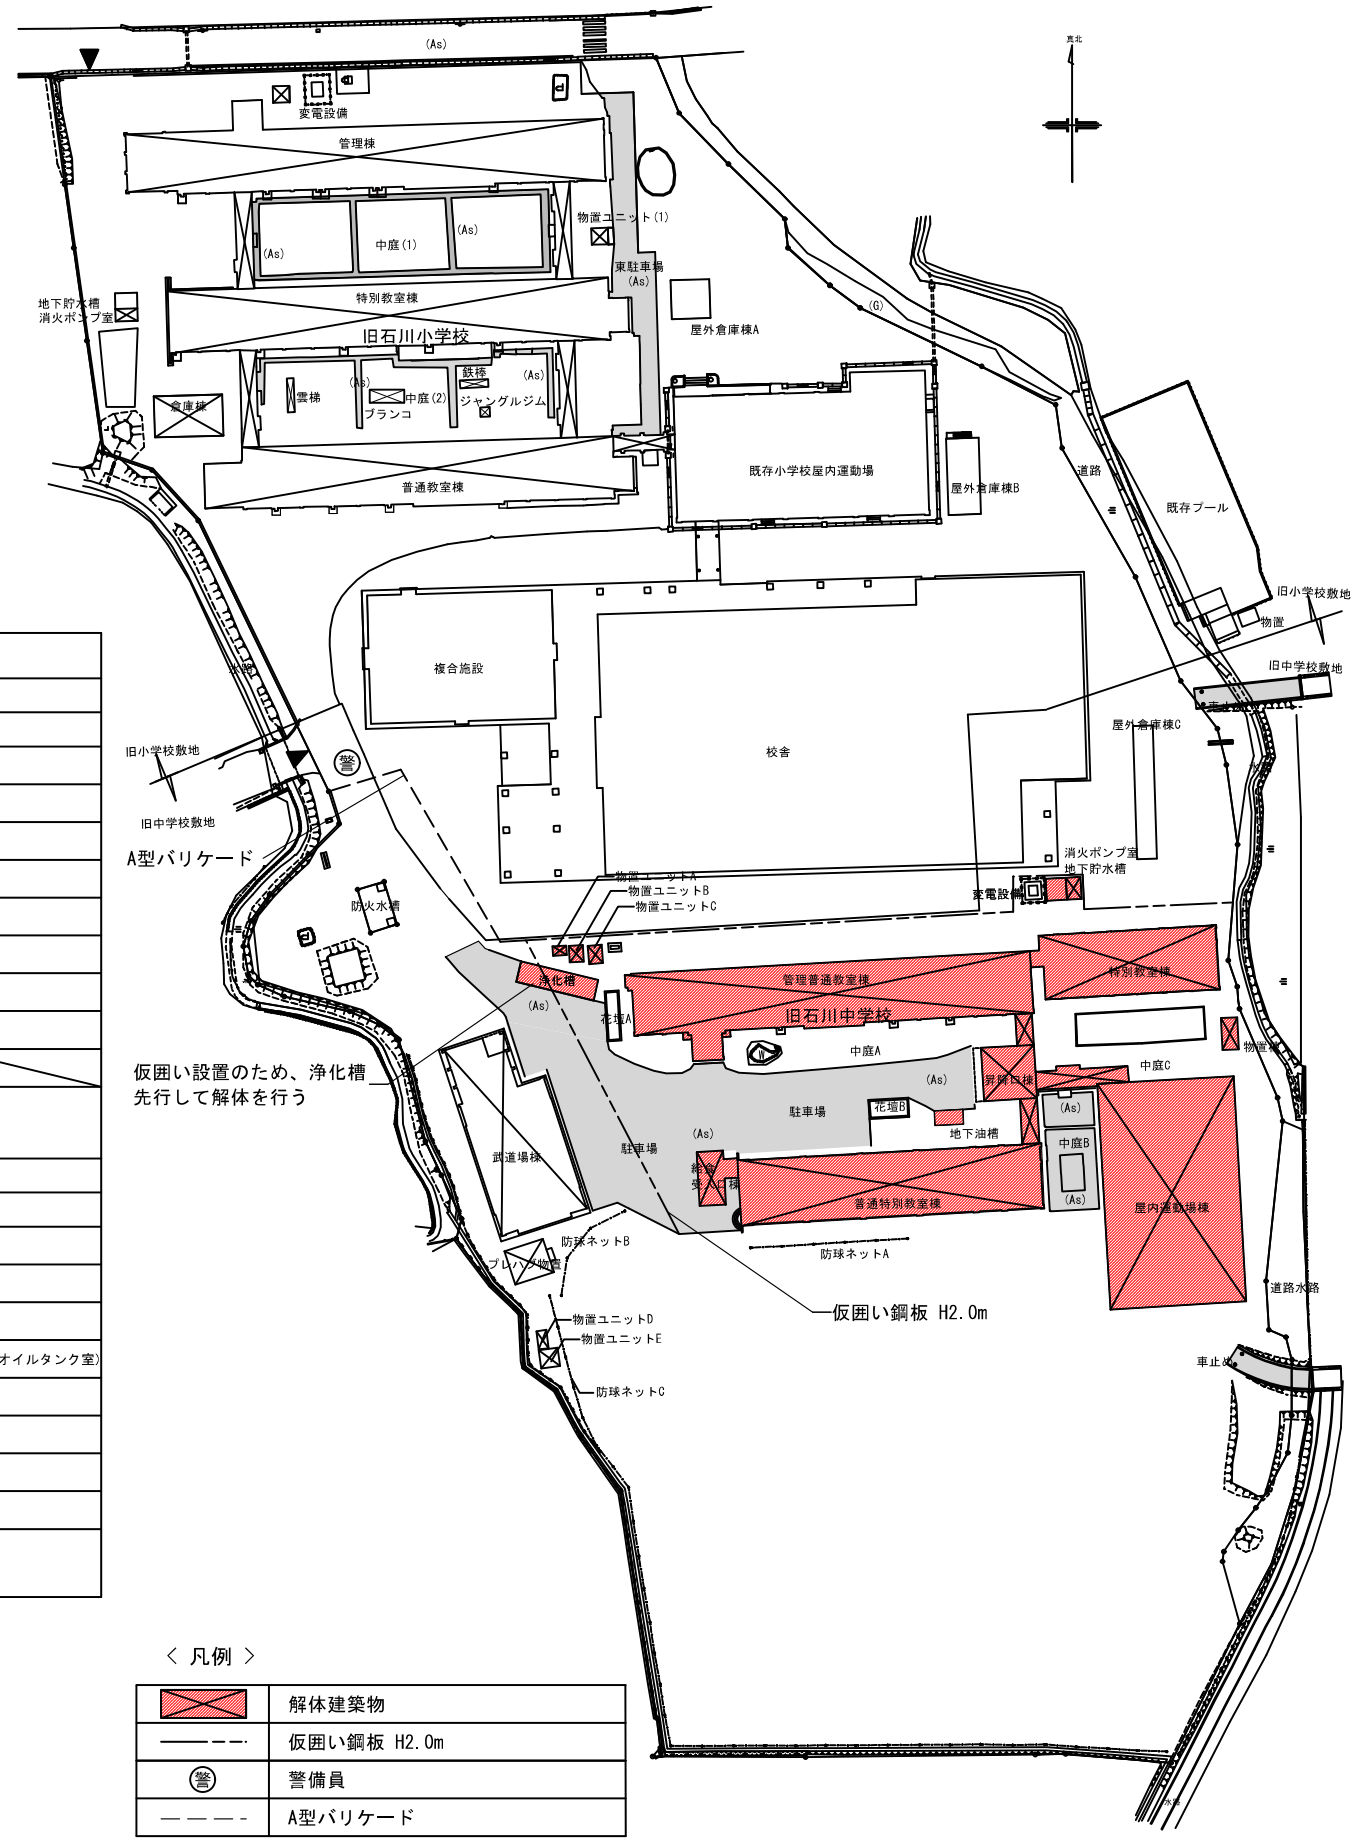 (As)
真北
変電設備
管理棟
物置ユニット(1)
(As)
中庭(1)
(As)
東駐車場
(As)
地下貯水槽
消火ポンプ室
特別教室棟
旧石川小学校
屋外倉庫棟A
(G)
倉庫棟
雲梯
(As)
ブランコ
中庭(2)
鉄棒
ジャングルジム
(As)
普通教室棟
既存小学校屋内運動場
屋外倉庫棟B
道路
既存プール
旧小学校敷地
物置
旧中学校敷地
車止め
水路
複合施設
校舎
屋外倉庫棟C
水路
旧小学校敷地
旧中学校敷地
警
A型バリケード
消火ポンプ室
地下貯水槽
変電設備
物置ユニットA
物置ユニットB
物置ユニットC
防火水槽
浄化槽
(As)
花壇A
管理普通教室棟
旧石川中学校
特別教室棟
中庭A
物置棟
中庭C
昇降口棟
(As)
仮囲い設置のため、浄化槽
先行して解体を行う
駐車場
花壇B
(As)
地下油槽
中庭B
(As)
(As)
駐車場
武道場棟
給食
受入口棟
普通特別教室棟
屋内運動場棟
防球ネットB
防球ネットA
プレハブ物置
道路水路
仮囲い鋼板 H2.0m
物置ユニットD
物置ユニットE
防球ネットC
車止め
オイルタンク室)
水路
〈 凡例 〉
解体建築物
仮囲い鋼板 H2.0m
警 警備員
A型バリケード